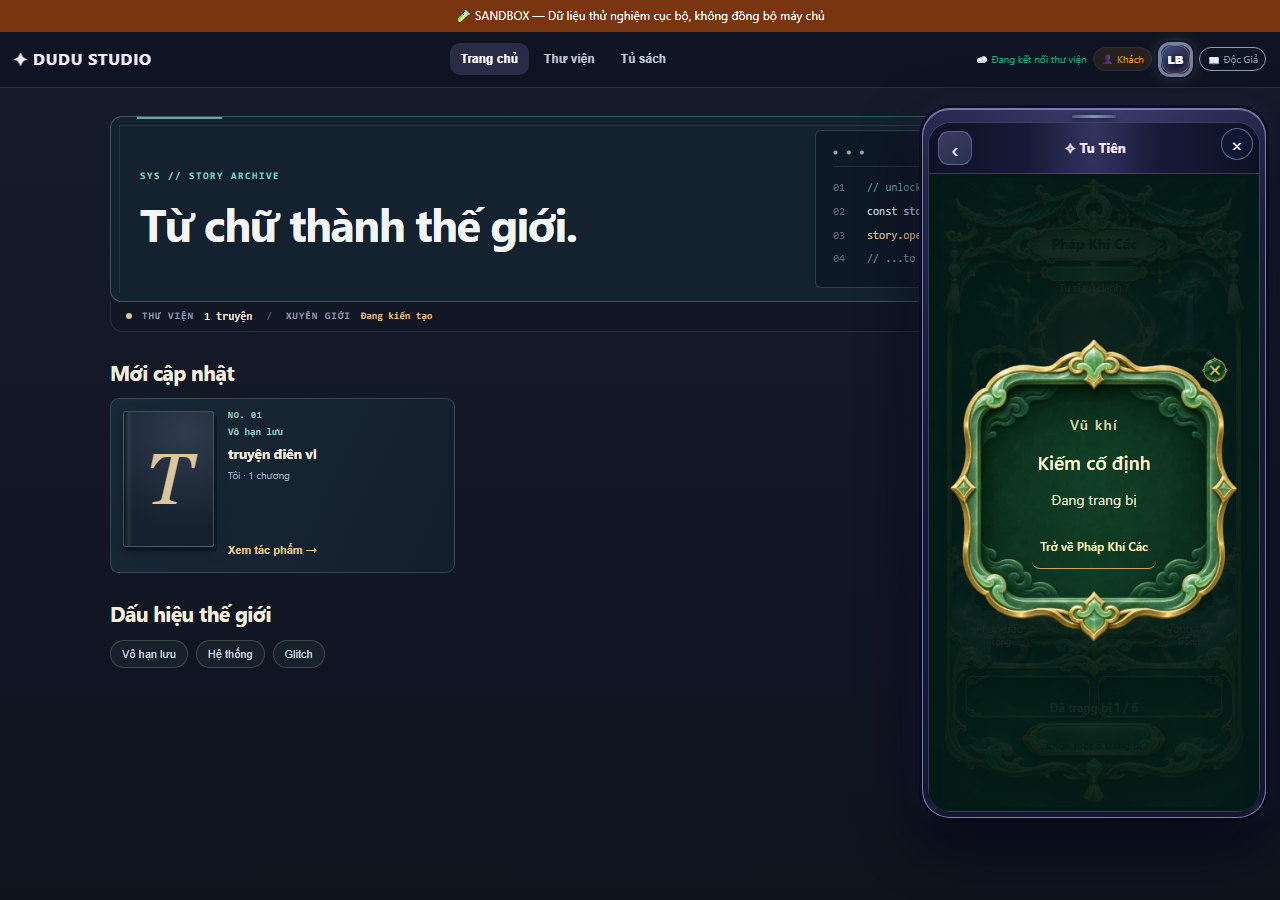 SANDBOX — Dữ liệu thử nghiệm cục bộ, không đồng bộ máy chủ
DUDU STUDIO
Trang chủ
Thư viện
Tủ sách
Đang kết nối thư viện
Khách
LB
Độc Giả
SYS // STORY ARCHIVE
Từ chữ thành thế giới.
01 // unlock
02 const sto
03 story.ope
04 // ...to
THƯ VIỆN 1 truyện / XUYÊN GIỚI Đang kiến tạo
Mới cập nhật
T
NO. 01
Vô hạn lưu
truyện điên vl
Tôi · 1 chương
Xem tác phẩm →
Dấu hiệu thế giới
Vô hạn lưu
Hệ thống
Glitch
Tu Tiên
Pháp Khí Các
Vũ khí
Kiếm cố định
Đang trang bị
Trở về Pháp Khí Các
Đã trang bị 1 / 6